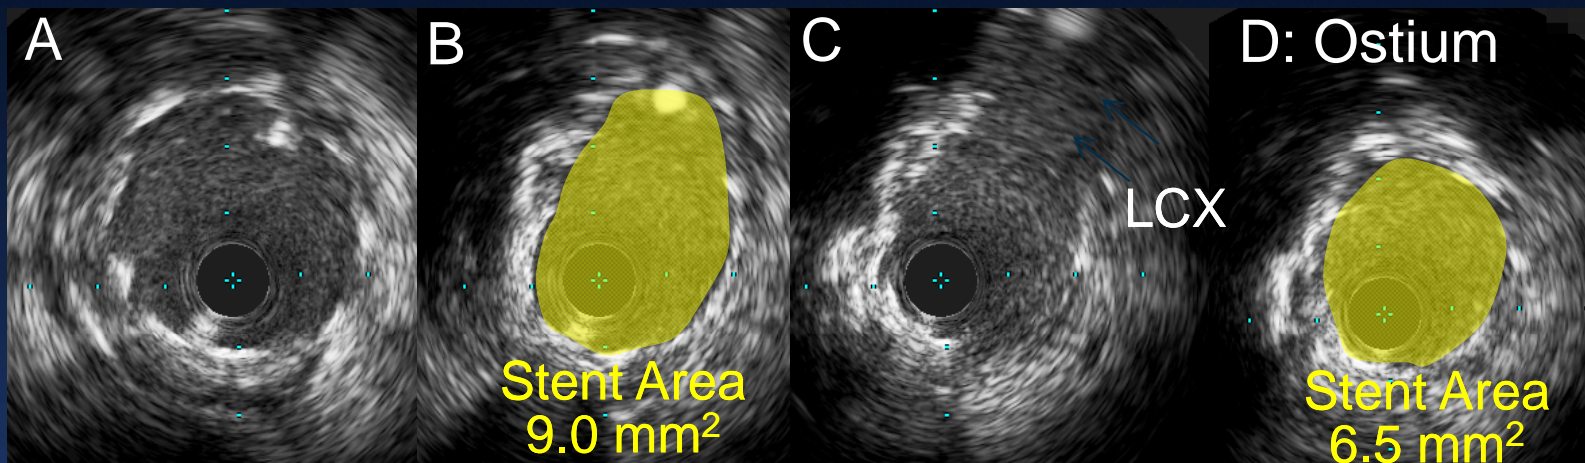 A
B
C
D: Ostium
LCX
Stent Area
9.0 mm²
Stent Area
6.5 mm²